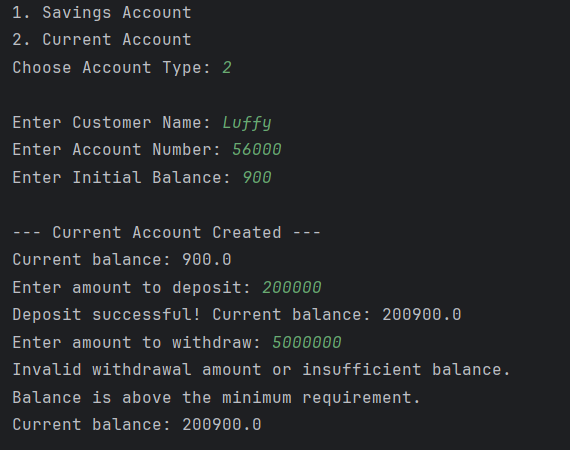 1. Savings Account
2. Current Account
Choose Account Type: 2
Enter Customer Name: Luffy
Enter Account Number: 56000
Enter Initial Balance: 900
--- Current Account Created ---
Current balance: 900.0
Enter amount to deposit: 200000
Deposit successful! Current balance: 200900.0
Enter amount to withdraw: 5000000
Invalid withdrawal amount or insufficient balance.
Balance is above the minimum requirement.
Current balance: 200900.0